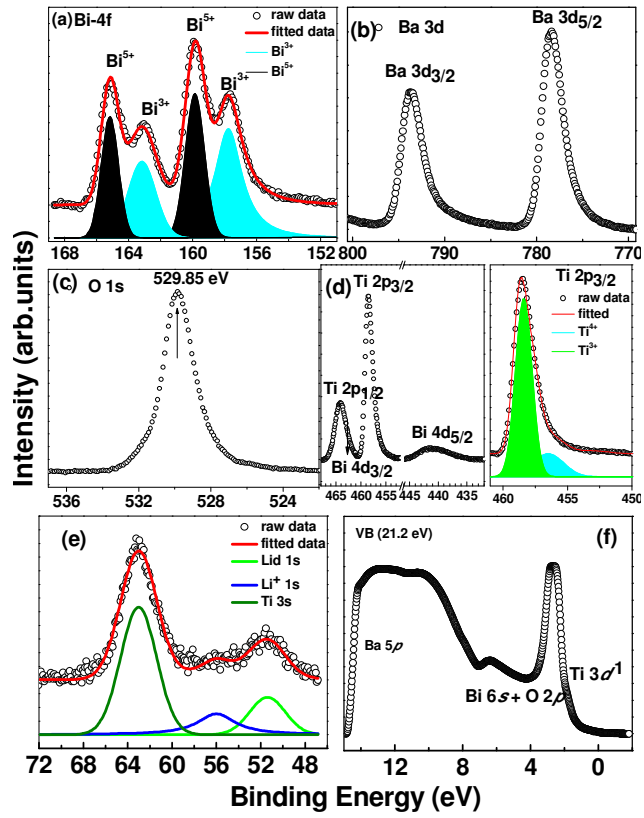 (a)Bi-4f
Bi5+
Bi3+
Bi5+
Bi3+
raw data
fitted data
Bi3+
Bi5+
168 164 160 156 152
(b)
Ba 3d
Ba 3d3/2
Ba 3d5/2
800 790 780 770
(c) O 1s
529.85 eV
536 532 528 524
(d)
Ti 2p3/2
Ti 2p1/2
Bi 4d3/2
Bi 4d5/2
465 460 455 445 440 435
Ti 2p3/2
raw data
fitted
Ti4+
Ti3+
460 455 450
(e)
raw data
fitted data
Lid 1s
Li+ 1s
Ti 3s
72 68 64 60 56 52 48
VB (21.2 eV)
(f)
Ba 5p
Bi 6s + O 2p
Ti 3d1
12 8 4 0
Intensity (arb.units)
Binding Energy (eV)